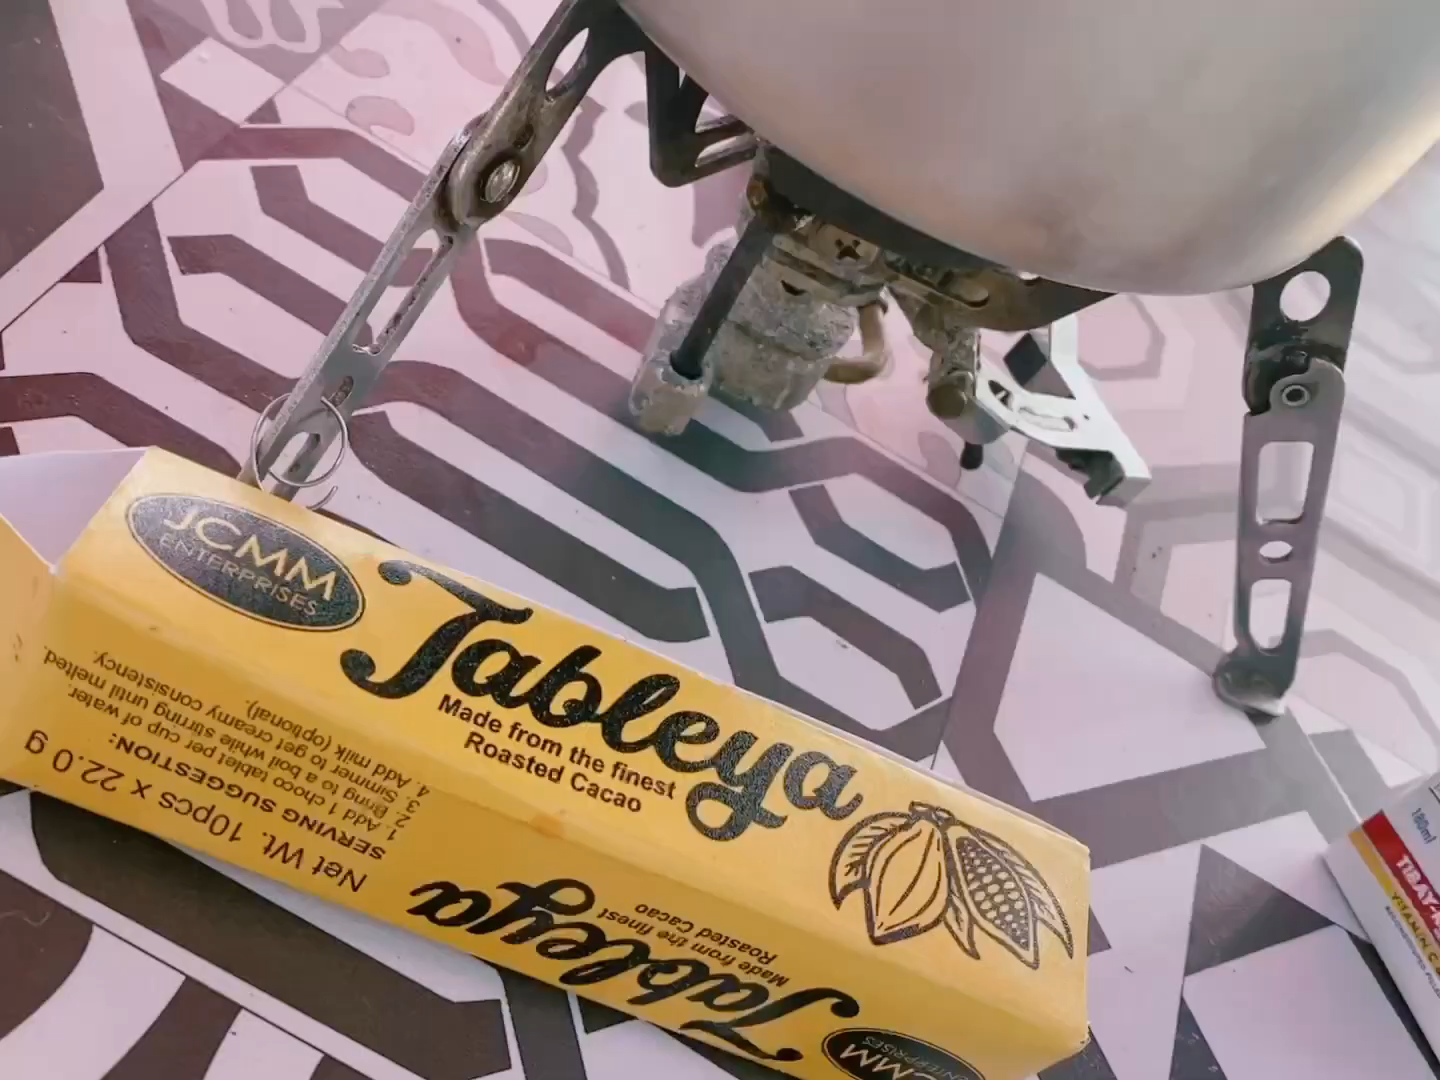 JCMM
ENTERPRISES
Tableya
Made from the finest
Roasted Cacao
Net Wt. 10pcs x 22.0 g
SERVING SUGGESTION:
1. Add 1 choco tablet per cup of water.
2. Bring to a boil while stirring until melted.
3. Simmer to get creamy consistency.
4. Add milk (optional).
Tableya
Made from the finest
Roasted Cacao
JCMM
ENTERPRISES
180ml